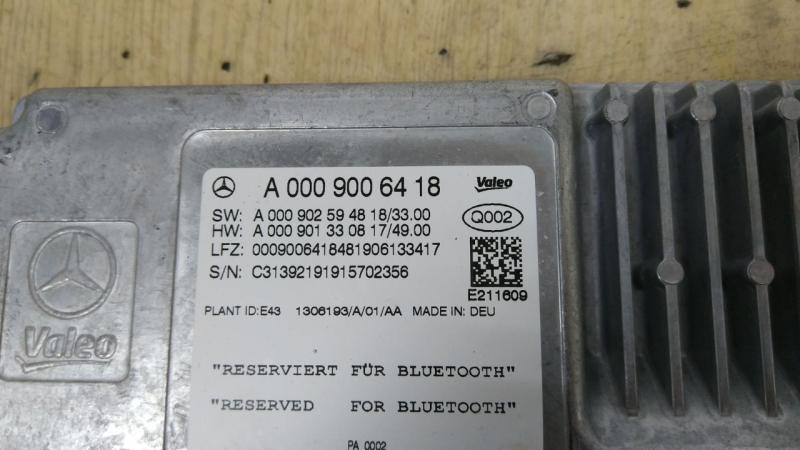 A 000 900 64 18 Valeo
SW: A 000 902 59 48 18/33.00
HW: A 000 901 33 08 17/49.00
Q002
LFZ: 0009006418481906133417
S/N: C31392191915702356
E211609
PLANT ID:E43 1306193/A/01/AA MADE IN: DEU
Valeo
"RESERVIERT FÜR BLUETOOTH"
"RESERVED FOR BLUETOOTH"
PA 0002